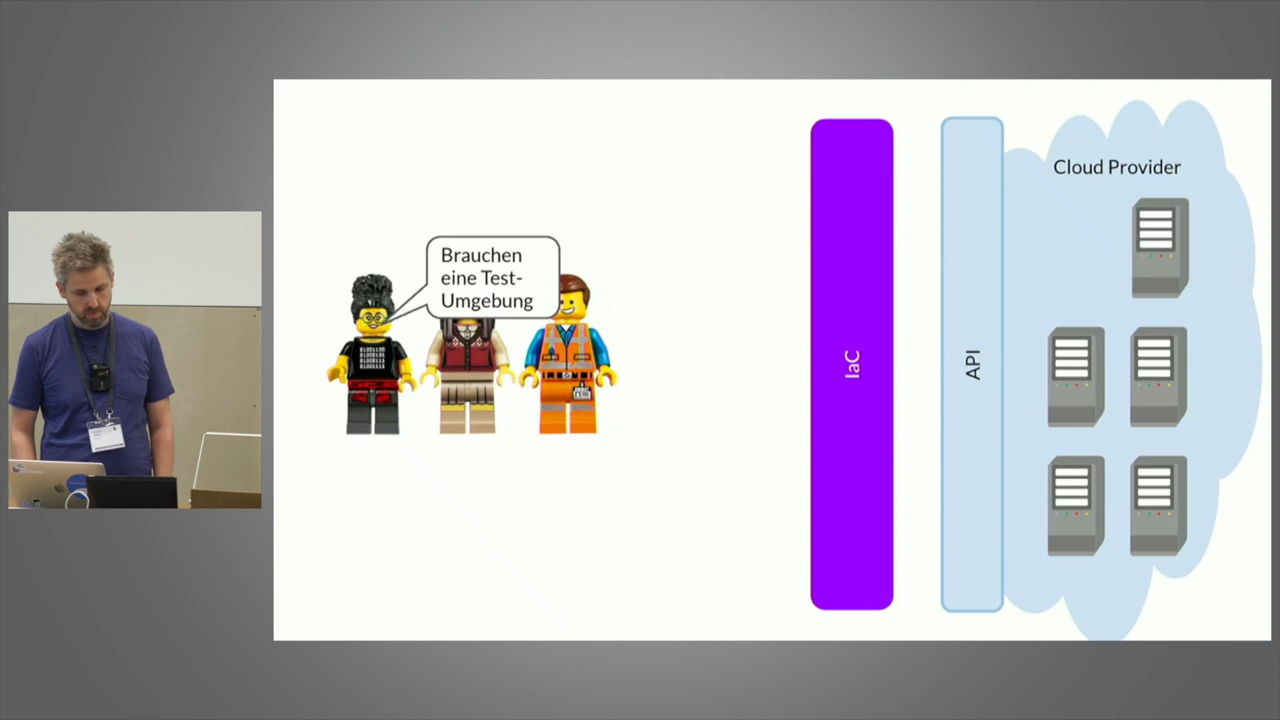 Brauchen
eine Test-
Umgebung
IaC
API
Cloud Provider